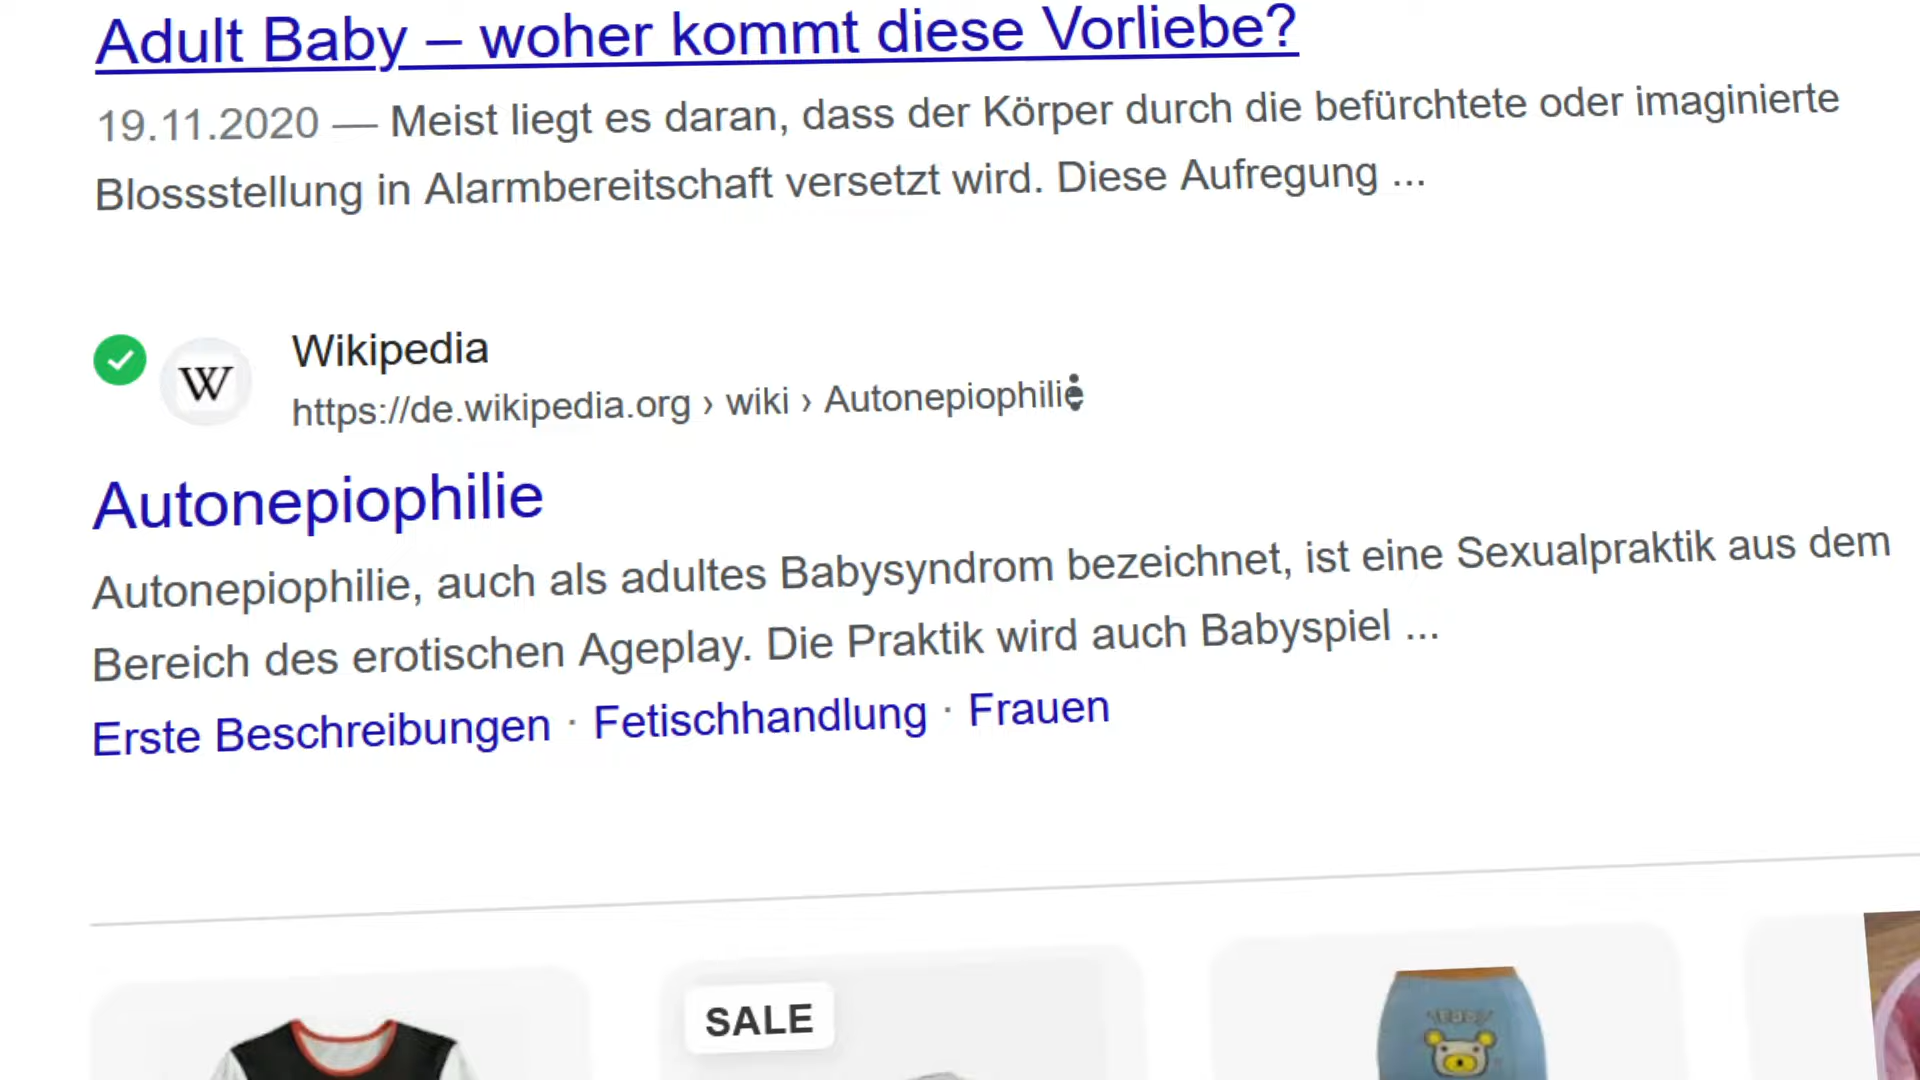 Adult Baby – woher kommt diese Vorliebe?
19.11.2020 — Meist liegt es daran, dass der Körper durch die befürchtete oder imaginierte
Blossstellung in Alarmbereitschaft versetzt wird. Diese Aufregung ...
W
Wikipedia
https://de.wikipedia.org › wiki › Autonepiophilie
Autonepiophilie
Autonepiophilie, auch als adultes Babysyndrom bezeichnet, ist eine Sexualpraktik aus dem
Bereich des erotischen Ageplay. Die Praktik wird auch Babyspiel ...
Erste Beschreibungen · Fetischhandlung · Frauen
SALE
TEDDY